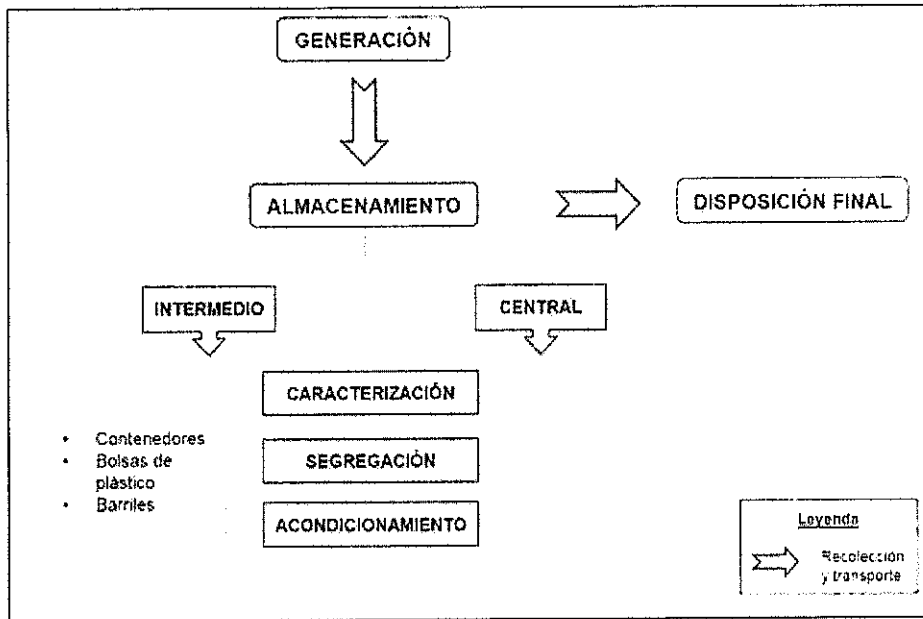 GENERACIÓN
ALMACENAMIENTO
DISPOSICIÓN FINAL
INTERMEDIO
CENTRAL
CARACTERIZACIÓN
• Contenedores
• Bolsas de
plástico
• Barriles
SEGREGACIÓN
ACONDICIONAMIENTO
Leyenda
Recolección
y transporte